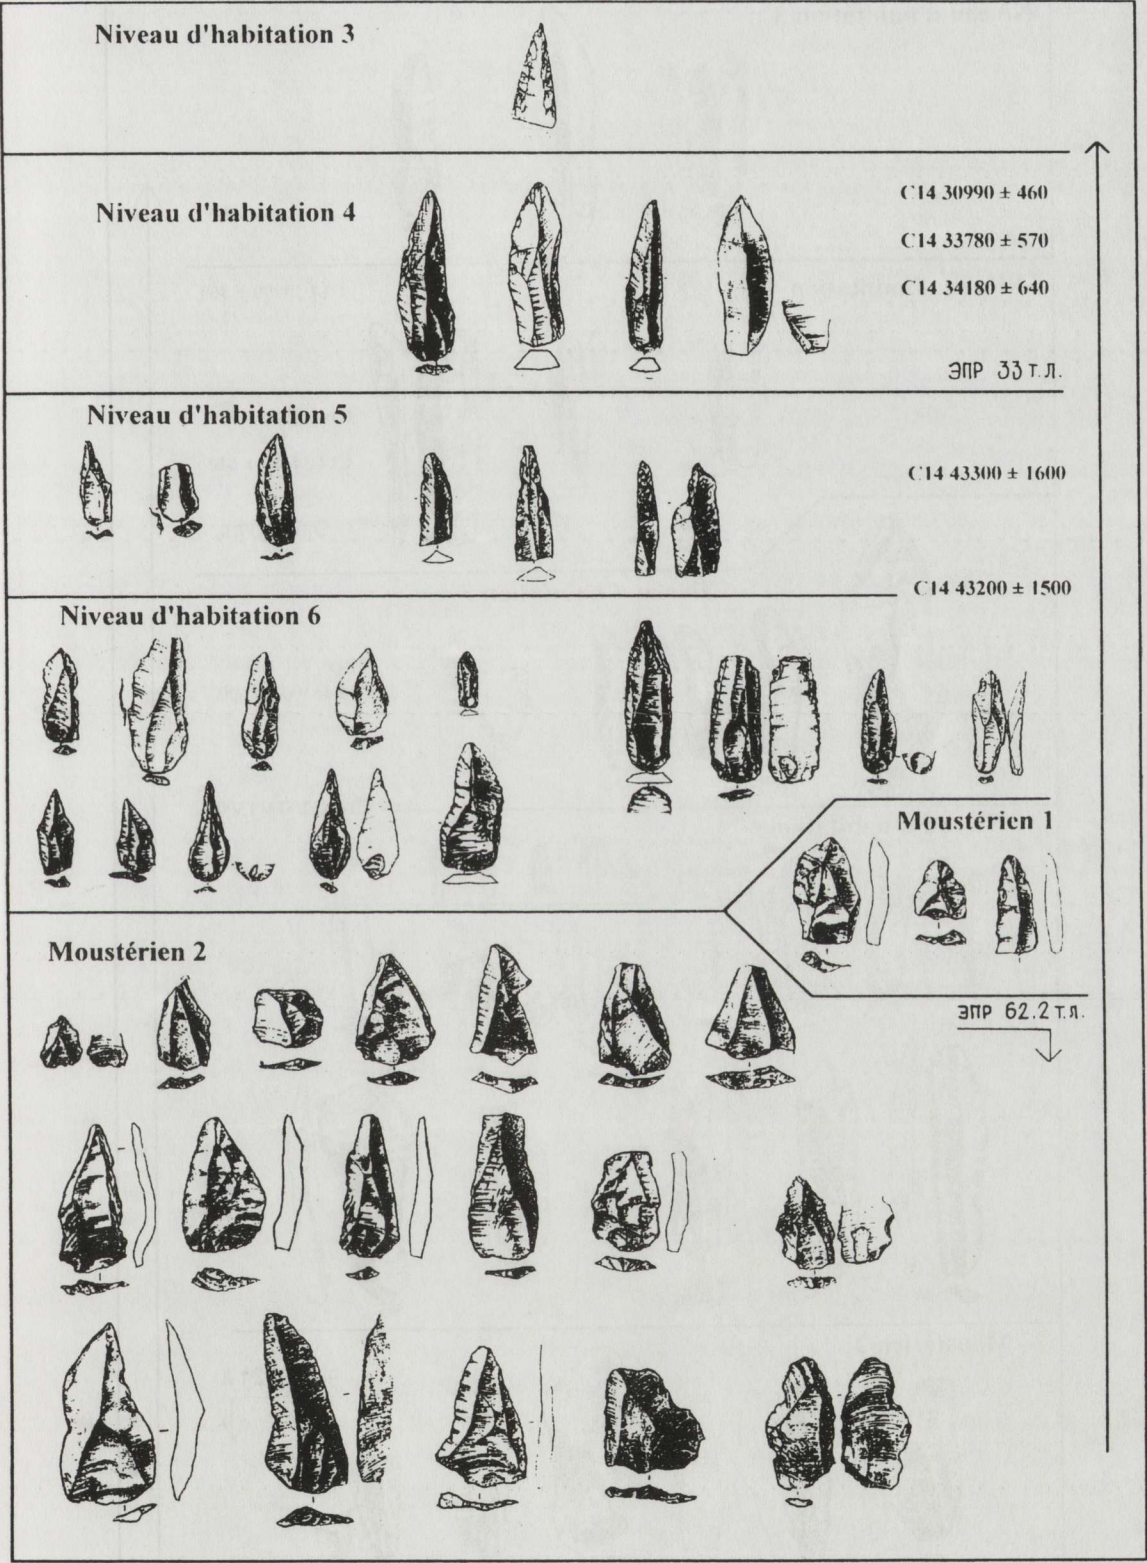 Niveau d'habitation 3
Niveau d'habitation 4
C14 30990 ± 460
C14 33780 ± 570
C14 34180 ± 640
ЭПР 33 т.л.
Niveau d'habitation 5
C14 43300 ± 1600
C14 43200 ± 1500
Niveau d'habitation 6
Moustérien 1
Moustérien 2
ЭПР 62.2 т.л.